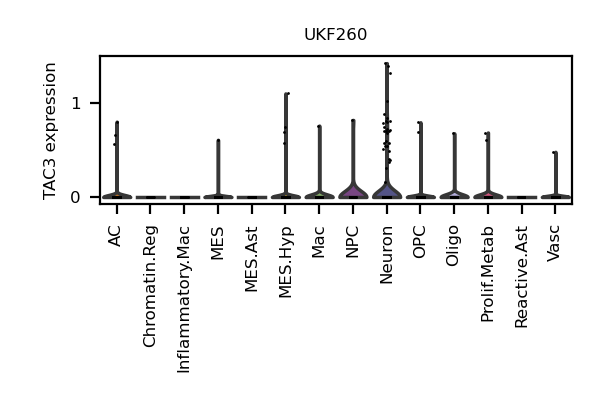 UKF260
TAC3 expression
1
0
AC
Chromatin.Reg
Inflammatory.Mac
MES
MES.Ast
MES.Hyp
Mac
NPC
Neuron
OPC
Oligo
Prolif.Metab
Reactive.Ast
Vasc